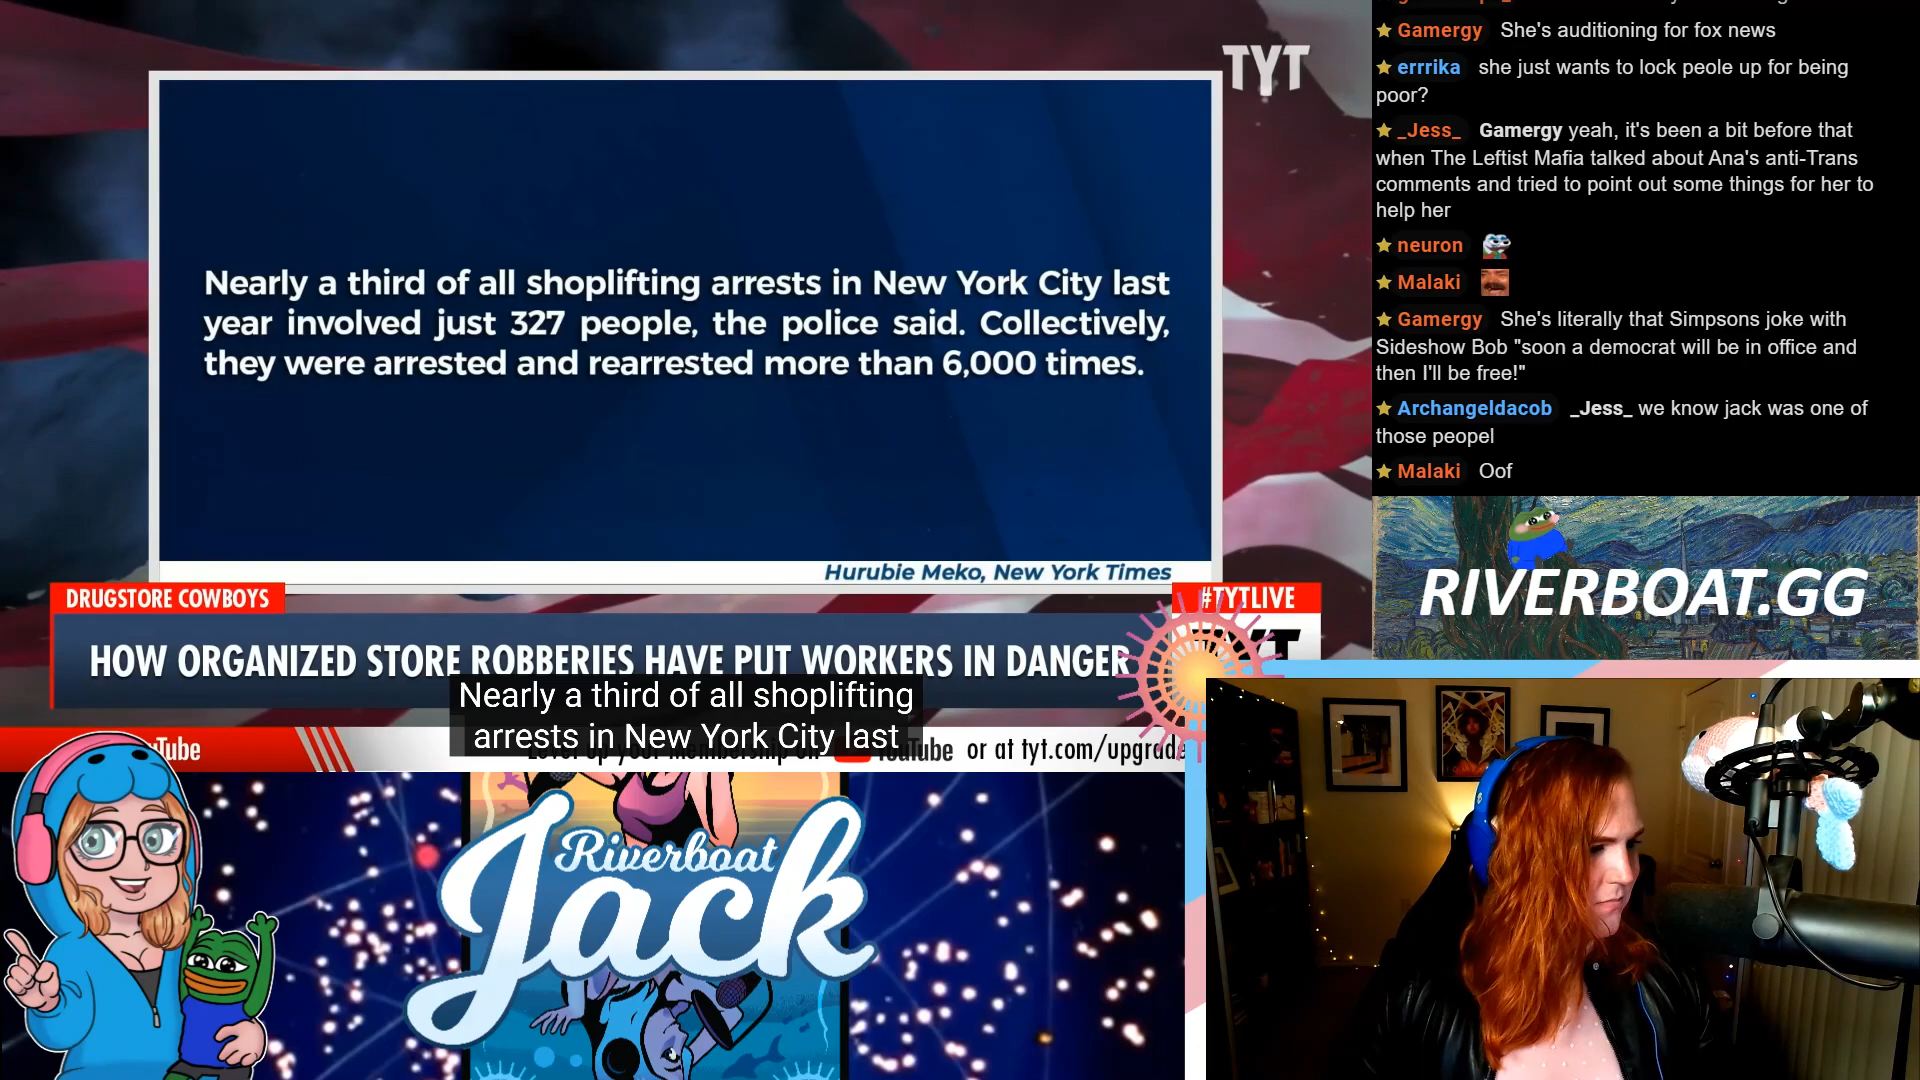 TYT
Nearly a third of all shoplifting arrests in New York City last
year involved just 327 people, the police said. Collectively,
they were arrested and rearrested more than 6,000 times.
Hurubie Meko, New York Times
DRUGSTORE COWBOYS
#TYTLIVE
HOW ORGANIZED STORE ROBBERIES HAVE PUT WORKERS IN DANGER
Nearly a third of all shoplifting
arrests in New York City last
YouTube or at tyt.com/upgrade
Riverboat
Jack
Gamergy She's auditioning for fox news
errrika she just wants to lock peole up for being
poor?
_Jess_ Gamergy yeah, it's been a bit before that
when The Leftist Mafia talked about Ana's anti-Trans
comments and tried to point out some things for her to
help her
neuron
Malaki
Gamergy She's literally that Simpsons joke with
Sideshow Bob "soon a democrat will be in office and
then I'll be free!"
Archangeldacob _Jess_ we know jack was one of
those peopel
Malaki Oof
RIVERBOAT.GG